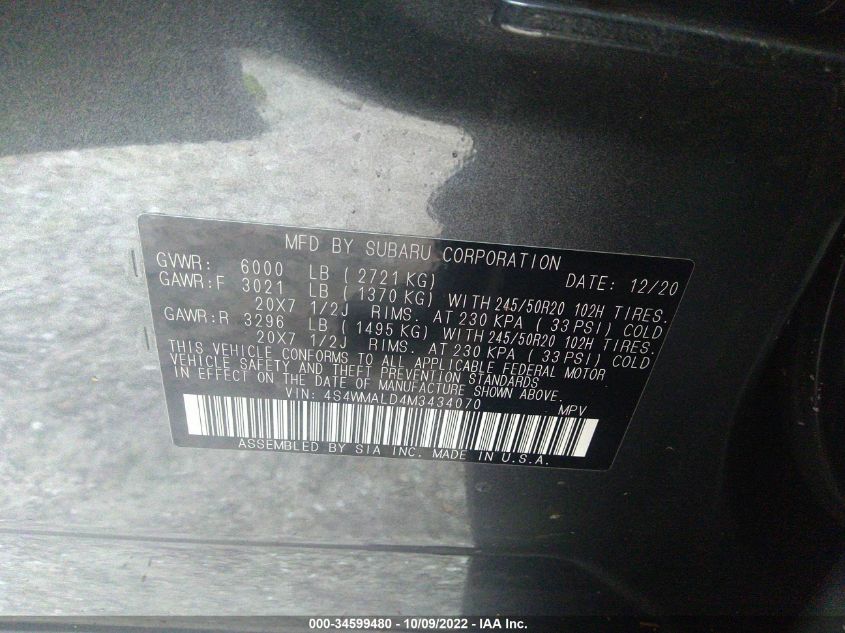 MFD BY SUBARU CORPORATION
GVWR: 6000 LB ( 2721 KG) DATE: 12/20
GAWR:F 3021 LB ( 1370 KG) WITH 245/50R20 102H TIRES.
20X7 1/2J RIMS. AT 230 KPA ( 33 PSI) COLD
GAWR:R 3296 LB ( 1495 KG) WITH 245/50R20 102H TIRES.
20X7 1/2J RIMS. AT 230 KPA ( 33 PSI) COLD
THIS VEHICLE CONFORMS TO ALL APPLICABLE FEDERAL MOTOR
VEHICLE SAFETY AND THEFT PREVENTION STANDARDS
IN EFFECT ON THE DATE OF MANUFACTURE SHOWN ABOVE.
VIN: 4S4WMALD4M3434070 MPV
ASSEMBLED BY SIA INC. MADE IN U.S.A.
000-34599480 - 10/09/2022 - IAA Inc.